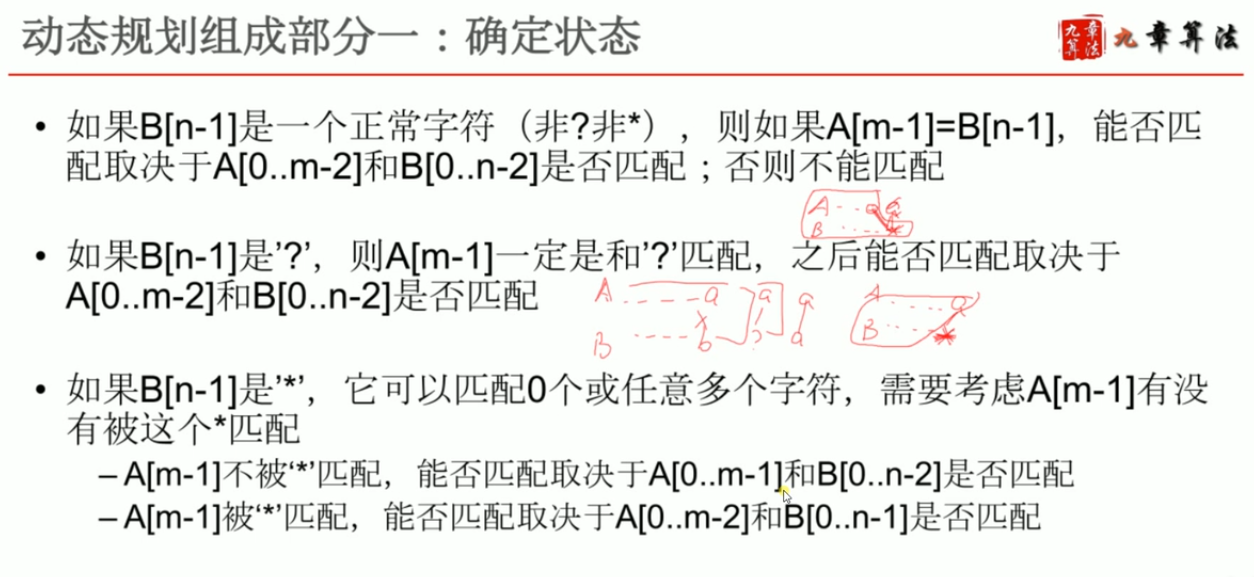 动态规划组成部分一：确定状态
九章算法
九章算法
• 如果B[n-1]是一个正常字符（非?非*），则如果A[m-1]=B[n-1]，能否匹
配取决于A[0..m-2]和B[0..n-2]是否匹配；否则不能匹配
A
a
B
*
• 如果B[n-1]是’?’，则A[m-1]一定是和’?’匹配，之后能否匹配取决于
A[0..m-2]和B[0..n-2]是否匹配
A ---- a a a
B ---- b ? a
A ---- a
B --- *
• 如果B[n-1]是’*’，它可以匹配0个或任意多个字符，需要考虑A[m-1]有没
有被这个*匹配
– A[m-1]不被‘*’匹配，能否匹配取决于A[0..m-1]和B[0..n-2]是否匹配
– A[m-1]被‘*’匹配，能否匹配取决于A[0..m-2]和B[0..n-1]是否匹配